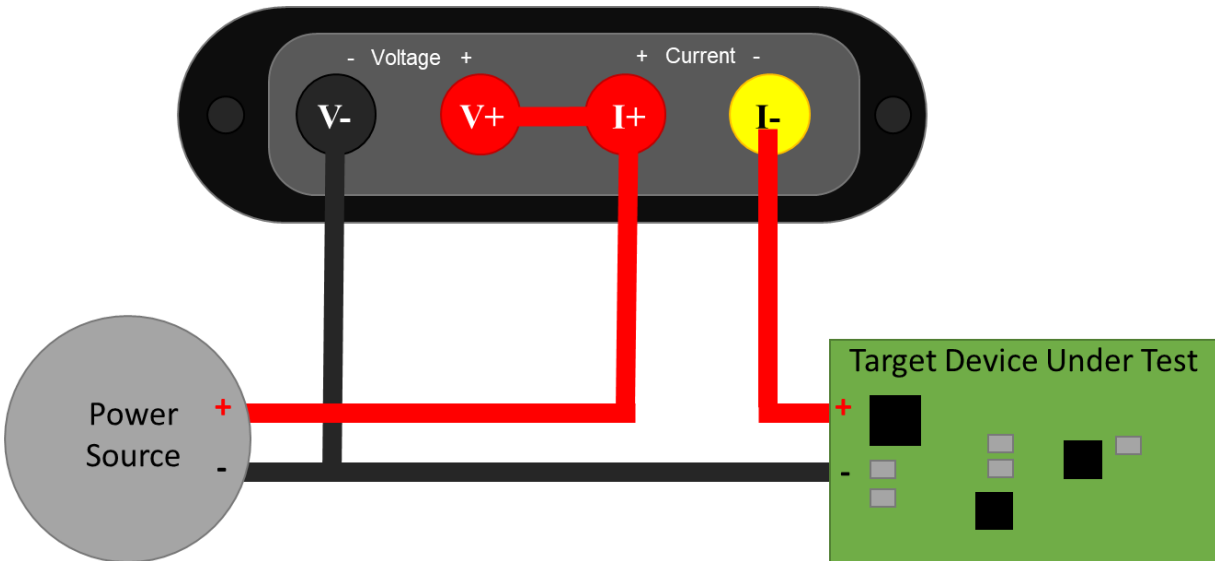 - Voltage + + Current -
V- V+ I+ I-
Target Device Under Test
Power + +
Source - -